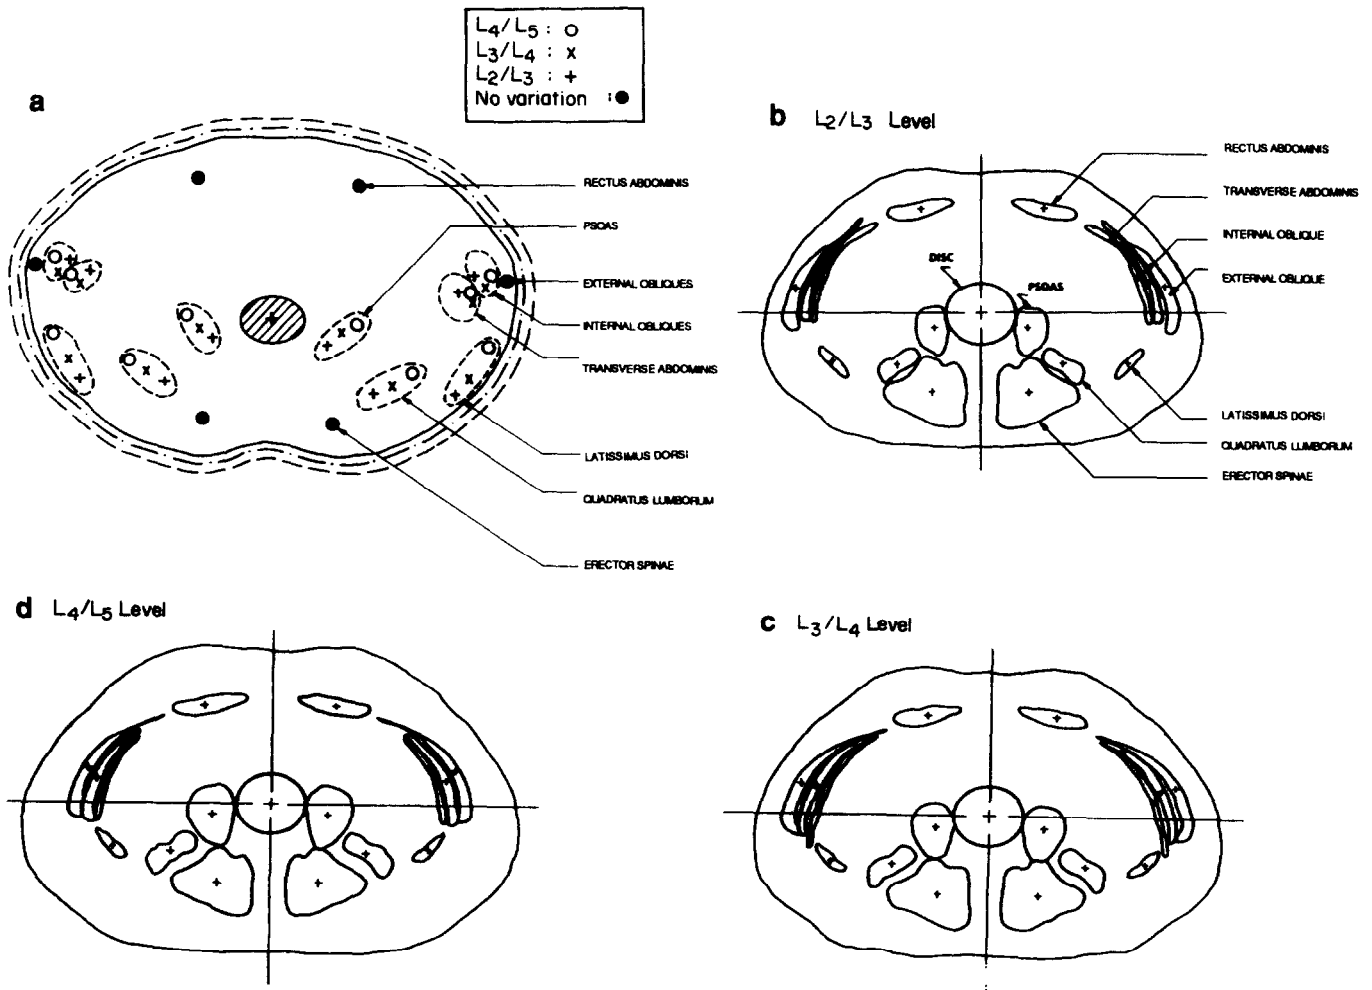 L4/L5 : O
L3/L4 : x
L2/L3 : +
No variation : ●
a
RECTUS ABDOMINIS
PSOAS
EXTERNAL OBLIQUES
INTERNAL OBLIQUES
TRANSVERSE ABDOMINIS
LATISSIMUS DORSI
QUADRATUS LUMBORUM
ERECTOR SPINAE
b L2/L3 Level
RECTUS ABDOMINIS
TRANSVERSE ABDOMINIS
INTERNAL OBLIQUE
EXTERNAL OBLIQUE
DISC
PSOAS
LATISSIMUS DORSI
QUADRATUS LUMBORUM
ERECTOR SPINAE
d L4/L5 Level
c L3/L4 Level